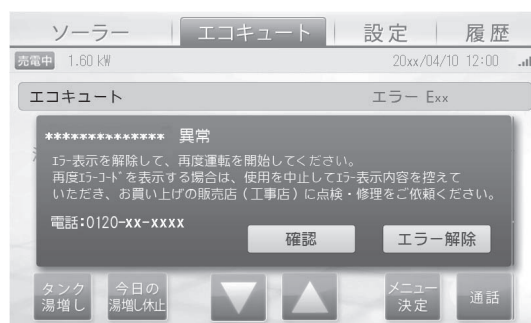 ソーラー
エコキュート
設定
履歴
売電中 1.60 kW
20xx/04/10 12:00
エコキュート
エラー Exx
*************** 異常
ｴﾗｰ表示を解除して、再度運転を開始してください。
再度ｴﾗｰｺｰﾄﾞを表示する場合は、使用を中止してｴﾗｰ表示内容を控えて
いただき、お買い上げの販売店（工事店）に点検・修理をご依頼ください。
電話:0120-xx-xxxx
確認
エラー解除
タンク
湯増し
今日の
湯増し休止
メニュー
決定
通話